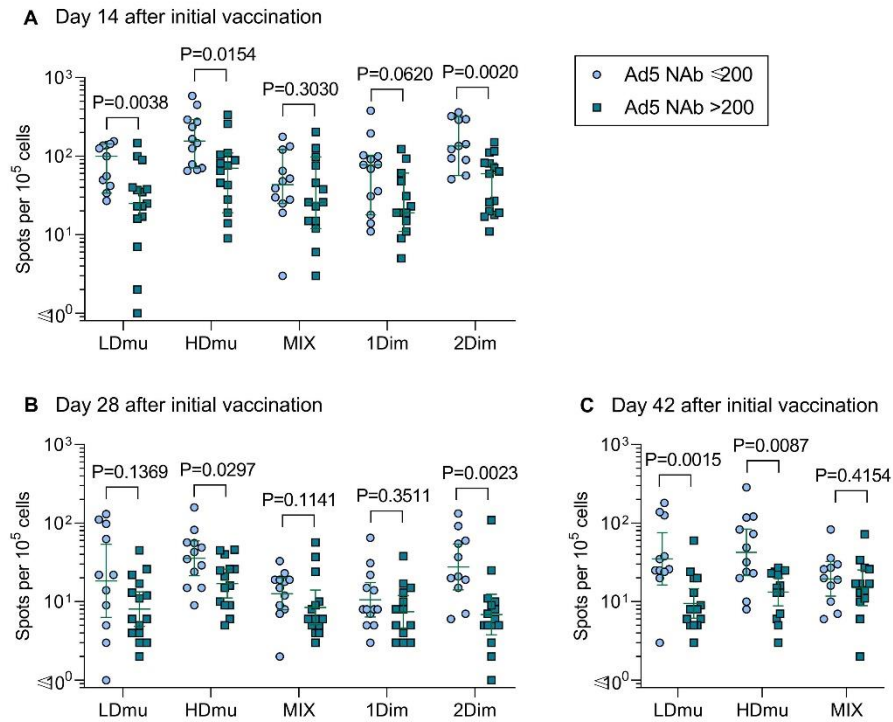 A Day 14 after initial vaccination
P=0.0038 P=0.0154 P=0.3030 P=0.0620 P=0.0020
Ad5 NAb ≤200
Ad5 NAb >200
Spots per 10⁵ cells
10³
10²
10¹
≤10⁰
LDmu HDmu MIX 1Dim 2Dim
B Day 28 after initial vaccination
P=0.1369 P=0.0297 P=0.1141 P=0.3511 P=0.0023
Spots per 10⁵ cells
10³
10²
10¹
≤10⁰
LDmu HDmu MIX 1Dim 2Dim
C Day 42 after initial vaccination
P=0.0015 P=0.0087 P=0.4154
Spots per 10⁵ cells
10³
10²
10¹
≤10⁰
LDmu HDmu MIX